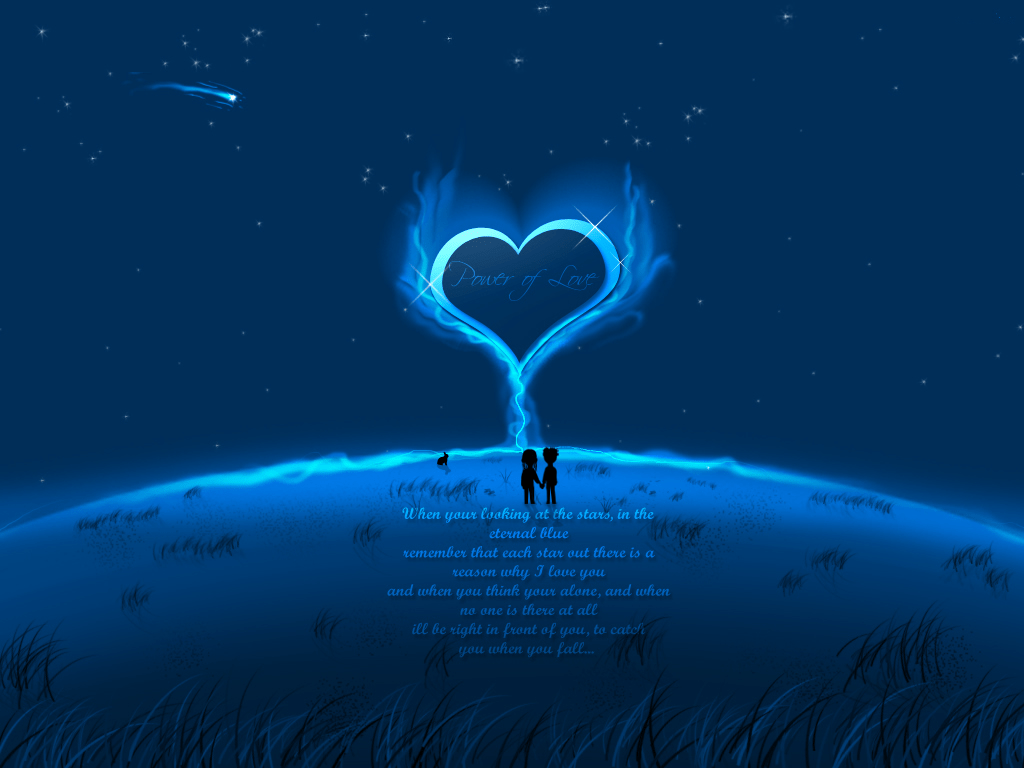 Power of Love
When your looking at the stars, in the
eternal blue
remember that each star out there is a
reason why I love you
and when you think your alone, and when
no one is there at all
ill be right in front of you, to catch
you when you fall...